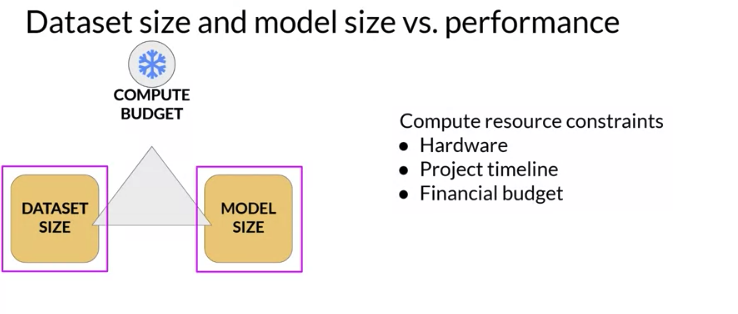 Dataset size and model size vs. performance
COMPUTE
BUDGET
DATASET
SIZE
MODEL
SIZE
Compute resource constraints
● Hardware
● Project timeline
● Financial budget